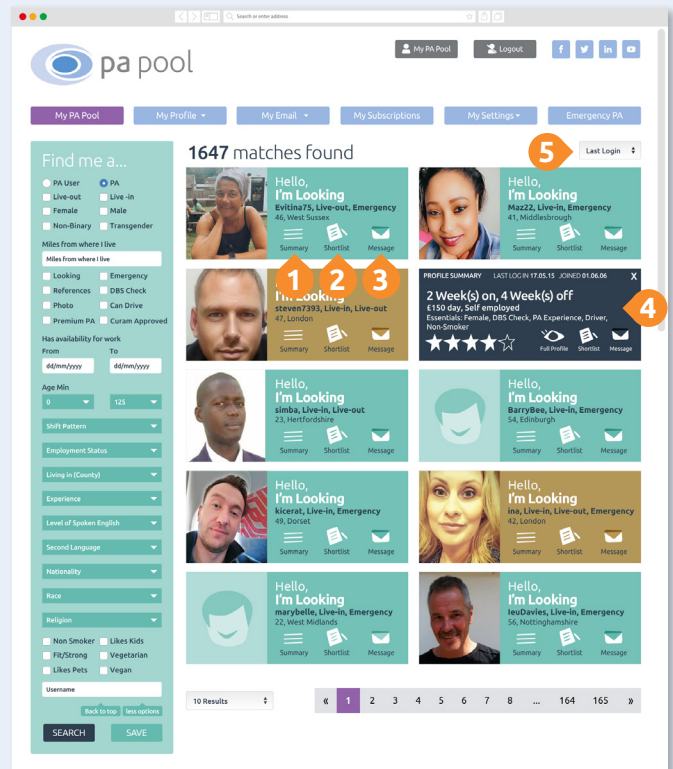 Search or enter address
pa pool
My PA Pool
Logout
My PA Pool
My Profile
My Email
My Subscriptions
My Settings
Emergency PA
Find me a...
PA User PA
Live-out Live -in
Female Male
Non-Binary Transgender
Miles from where I live
Miles from where I live
Looking Emergency
References DBS Check
Photo Can Drive
Premium PA Curam Approved
Has availability for work
From To
dd/mm/yyyy dd/mm/yyyy
Age Min
0 125
Shift Pattern
Employment Status
Living in (County)
Experience
Level of Spoken English
Second Language
Nationality
Race
Religion
Non Smoker Likes Kids
Fit/Strong Vegetarian
Likes Pets Vegan
Username
Back to top less options
SEARCH SAVE
1647 matches found
5
Last Login
Hello,
I'm Looking
Evitina75, Live-out, Emergency
46, West Sussex
Summary Shortlist Message
1 2 3
Hello,
I'm Looking
Maz22, Live-in, Emergency
41, Middlesbrough
Summary Shortlist Message
I'm Looking
steven7393, Live-in, Live-out
47, London
Summary Shortlist Message
PROFILE SUMMARY LAST LOG IN 17.05.15 JOINED 01.06.06 X
2 Week(s) on, 4 Week(s) off
£150 day, Self employed
Essentials: Female, DBS Check, PA Experience, Driver,
Non-Smoker
Full Profile Shortlist Message
4
Hello,
I'm Looking
simba, Live-in, Live-out
23, Hertfordshire
Summary Shortlist Message
Hello,
I'm Looking
BarryBee, Live-in, Emergency
54, Edinburgh
Summary Shortlist Message
Hello,
I'm Looking
kicerat, Live-in, Emergency
49, Dorset
Summary Shortlist Message
Hello,
I'm Looking
ina, Live-in, Live-out, Emergency
42, London
Summary Shortlist Message
Hello,
I'm Looking
marybelle, Live-in, Emergency
22, West Midlands
Summary Shortlist Message
Hello,
I'm Looking
leuDavies, Live-in, Emergency
56, Nottinghamshire
Summary Shortlist Message
10 Results
« 1 2 3 4 5 6 7 8 ... 164 165 »